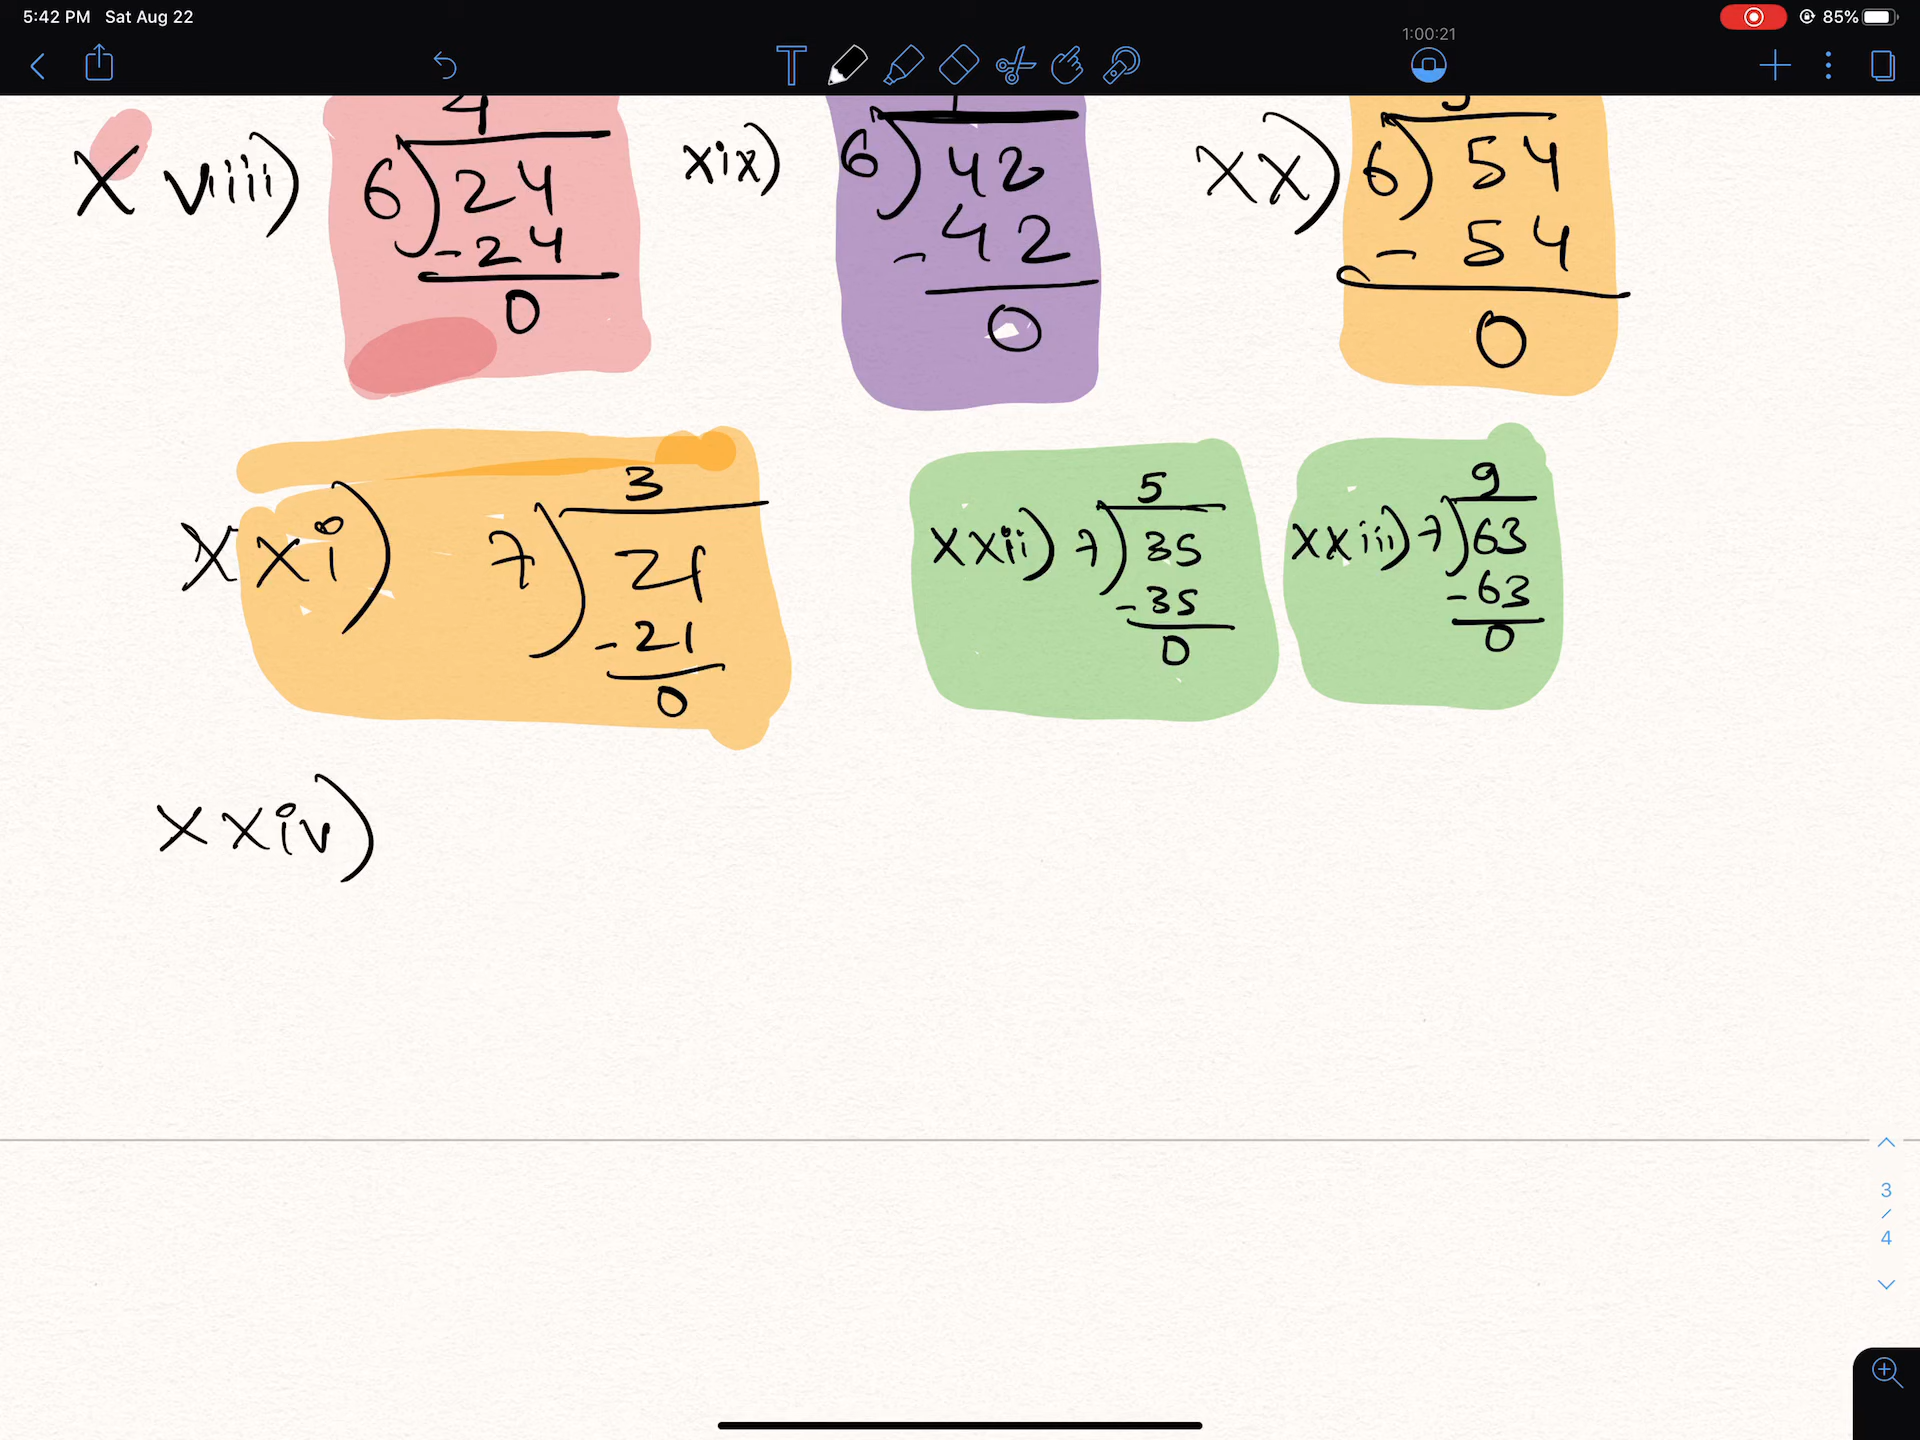 5:42 PM Sat Aug 22
85%
1:00:21
T
4
xviii) 6)24
-24
0
xix) 6)42
-42
0
xx) 6)54
-54
0
3
xxi) 7)21
-21
0
5
xxii) 7)35
-35
0
9
xxiii) 7)63
-63
0
xxiv)
3
/
4